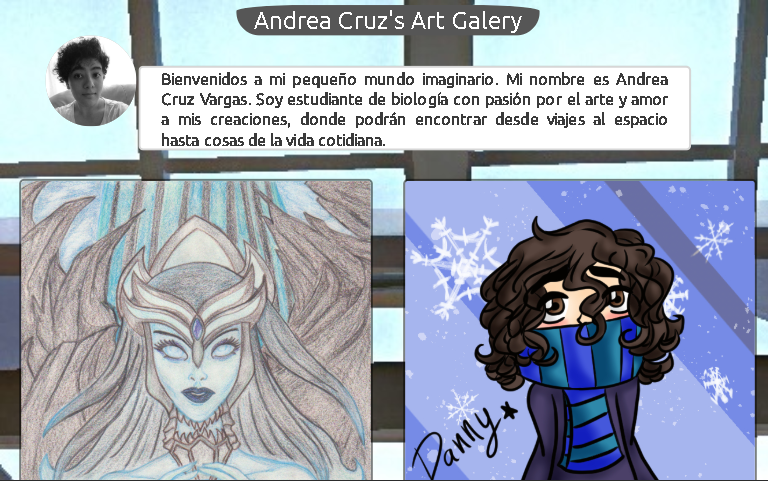 Andrea Cruz's Art Galery
Bienvenidos a mi pequeño mundo imaginario. Mi nombre es Andrea
Cruz Vargas. Soy estudiante de biología con pasión por el arte y amor
a mis creaciones, donde podrán encontrar desde viajes al espacio
hasta cosas de la vida cotidiana.
Danny